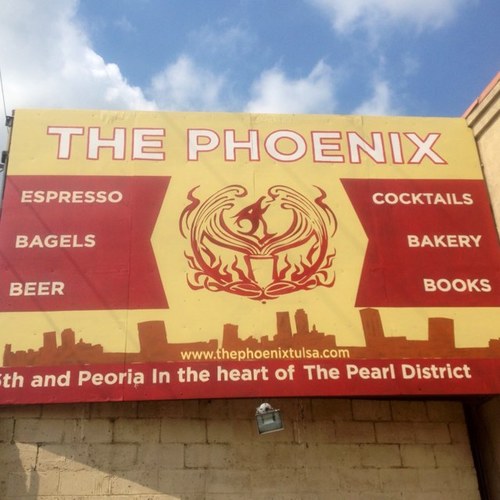 THE PHOENIX
ESPRESSO
BAGELS
BEER
COCKTAILS
BAKERY
BOOKS
www.thephoenixtulsa.com
and Peoria In the heart of The Pearl District